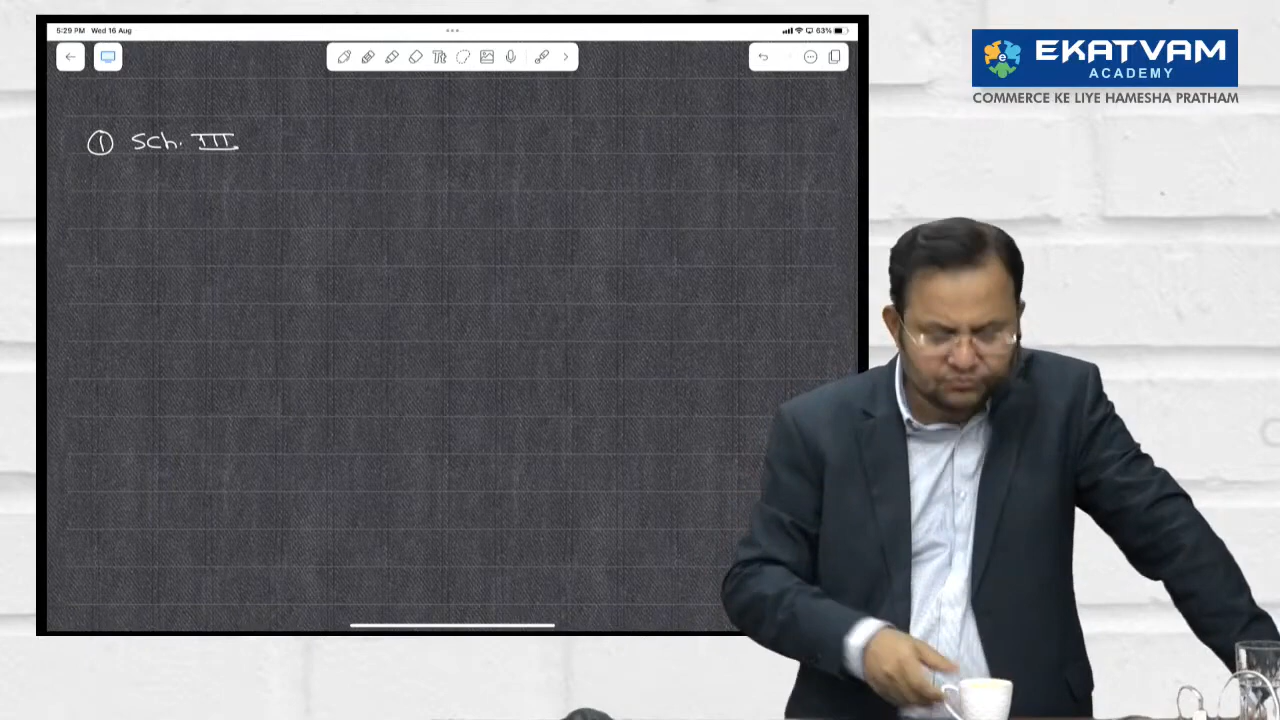 5:29 PM Wed 16 Aug
63%
① Sch. III
EKATVAM
ACADEMY
COMMERCE KE LIYE HAMESHA PRATHAM